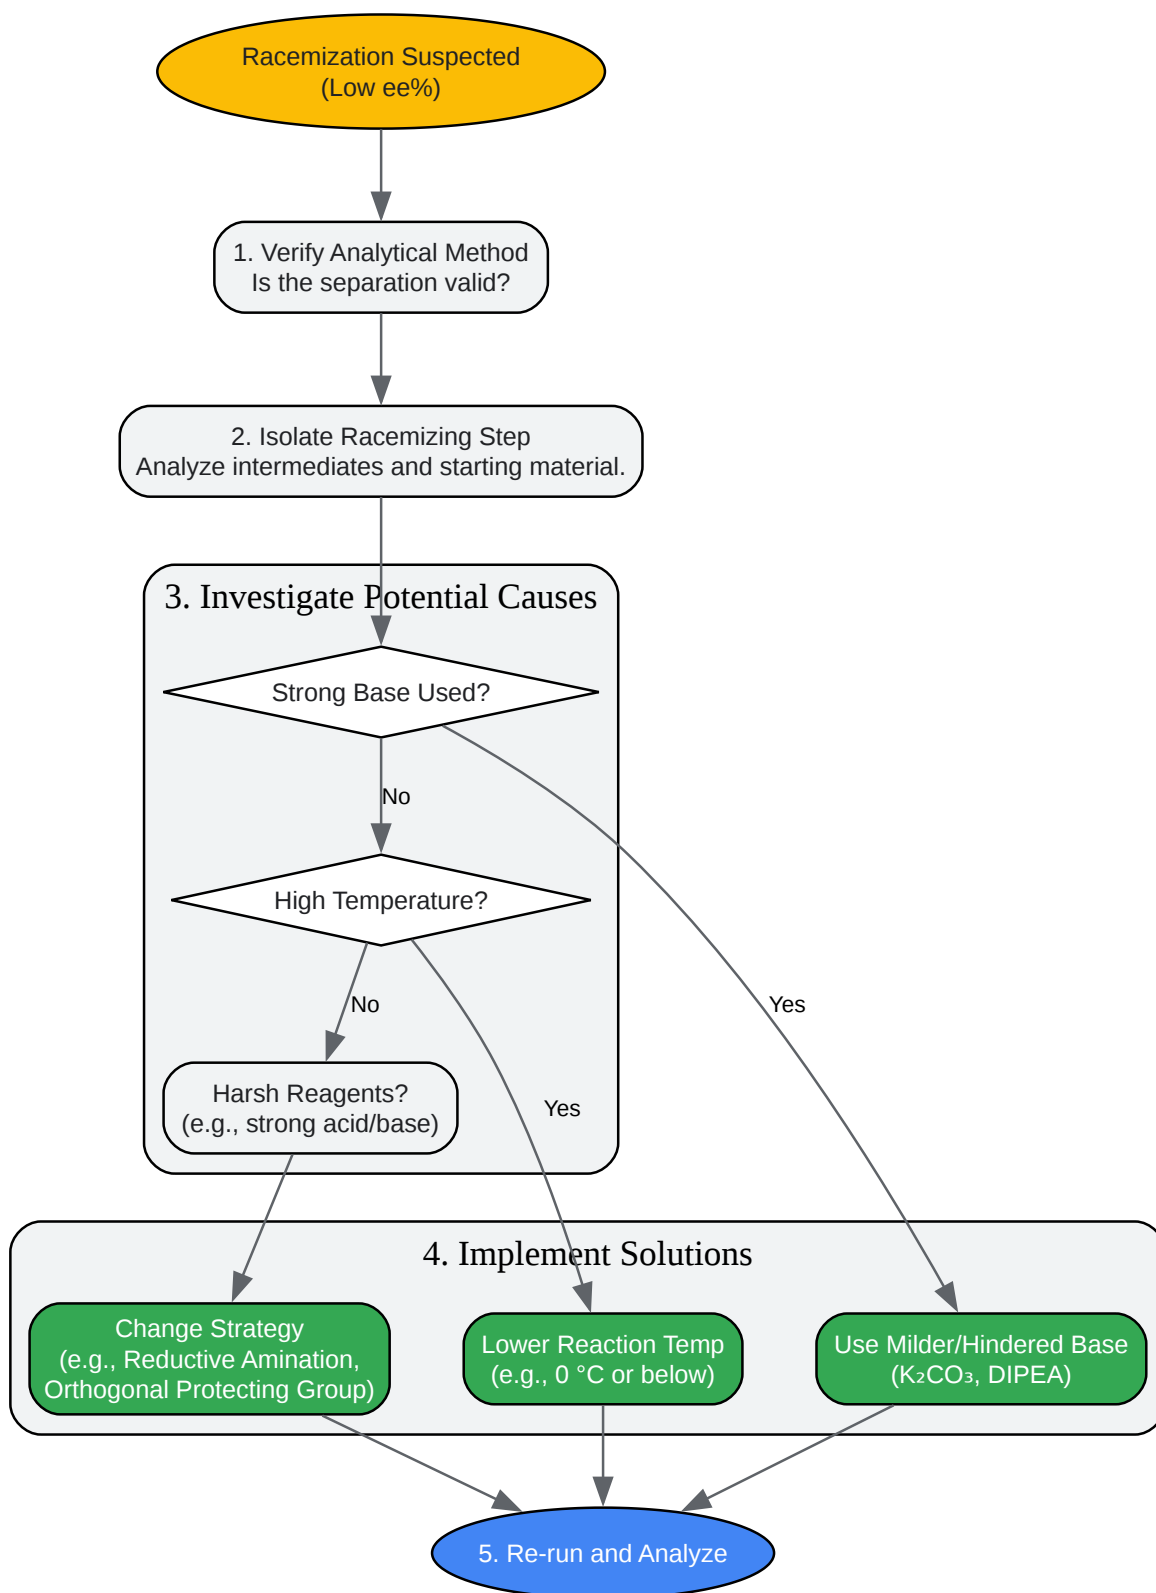 Racemization Suspected
(Low ee%)
1. Verify Analytical Method
Is the separation valid?
2. Isolate Racemizing Step
Analyze intermediates and starting material.
3. Investigate Potential Causes
Strong Base Used?
No
High Temperature?
No
Yes
Harsh Reagents?
(e.g., strong acid/base)
Yes
4. Implement Solutions
Change Strategy
(e.g., Reductive Amination,
Orthogonal Protecting Group)
Lower Reaction Temp
(e.g., 0 °C or below)
Use Milder/Hindered Base
(K₂CO₃, DIPEA)
5. Re-run and Analyze